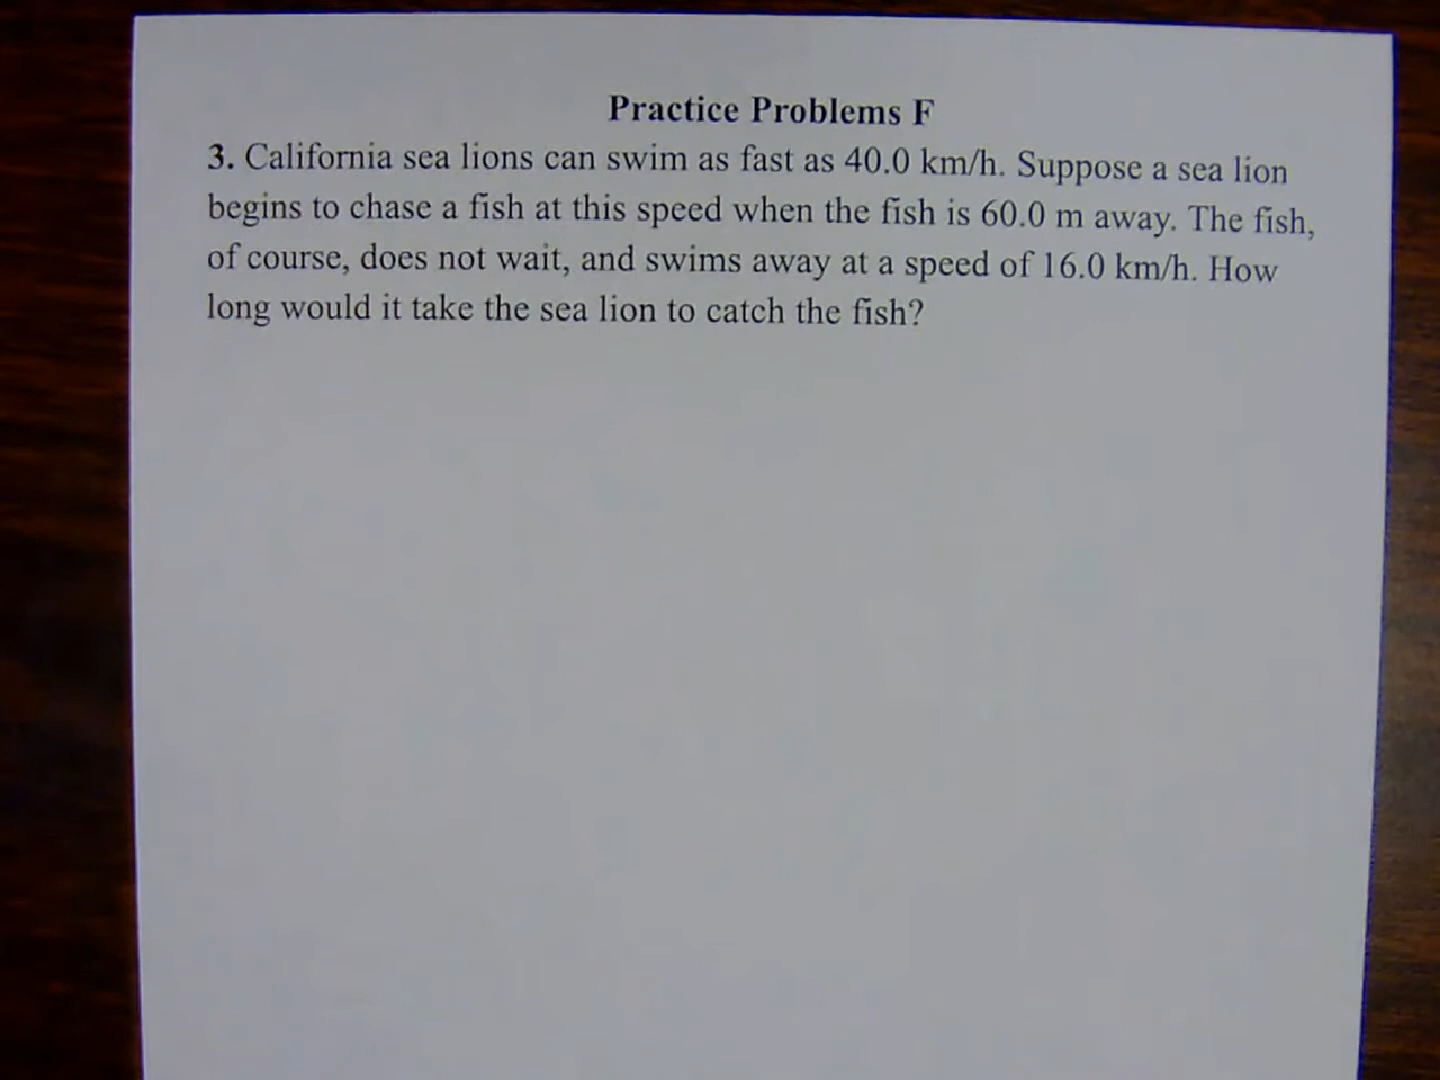 Practice Problems F
3. California sea lions can swim as fast as 40.0 km/h. Suppose a sea lion
begins to chase a fish at this speed when the fish is 60.0 m away. The fish,
of course, does not wait, and swims away at a speed of 16.0 km/h. How
long would it take the sea lion to catch the fish?